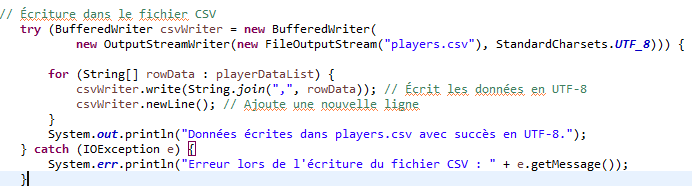 // Écriture dans le fichier CSV
try (BufferedWriter csvWriter = new BufferedWriter(
new OutputStreamWriter(new FileOutputStream("players.csv"), StandardCharsets.UTF_8))) {
for (String[] rowData : playerDataList) {
csvWriter.write(String.join(",", rowData)); // Écrit les données en UTF-8
csvWriter.newLine(); // Ajoute une nouvelle ligne
}
System.out.println("Données écrites dans players.csv avec succès en UTF-8.");
} catch (IOException e) {
System.err.println("Erreur lors de l'écriture du fichier CSV : " + e.getMessage());
}